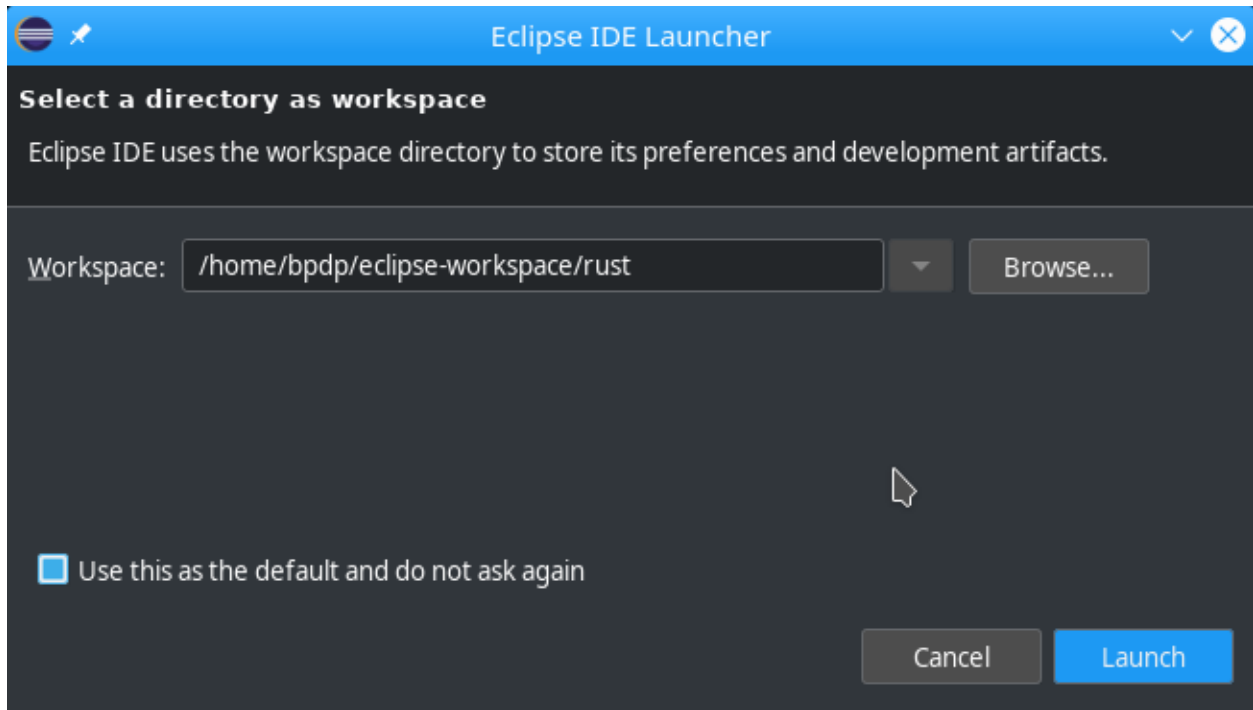 Eclipse IDE Launcher
Select a directory as workspace
Eclipse IDE uses the workspace directory to store its preferences and development artifacts.
Workspace: /home/bpdp/eclipse-workspace/rust Browse...
Use this as the default and do not ask again
Cancel Launch